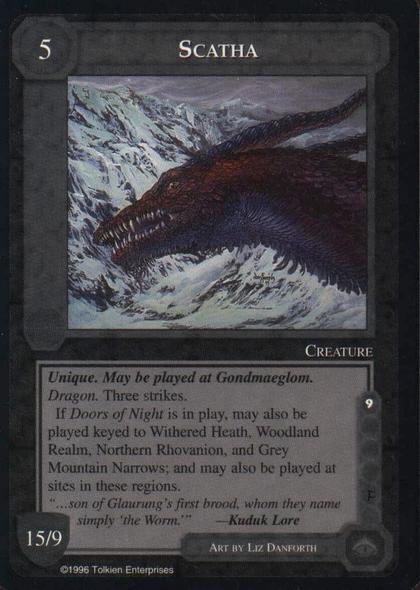 5
SCATHA
CREATURE
Unique. May be played at Gondmaeglom.
Dragon. Three strikes.
If Doors of Night is in play, may also be
played keyed to Withered Heath, Woodland
Realm, Northern Rhovanion, and Grey
Mountain Narrows; and may also be played at
sites in these regions.
“...son of Glaurung’s first brood, whom they name
simply ‘the Worm.’” —Kuduk Lore
9
15/9
ART BY LIZ DANFORTH
©1996 Tolkien Enterprises